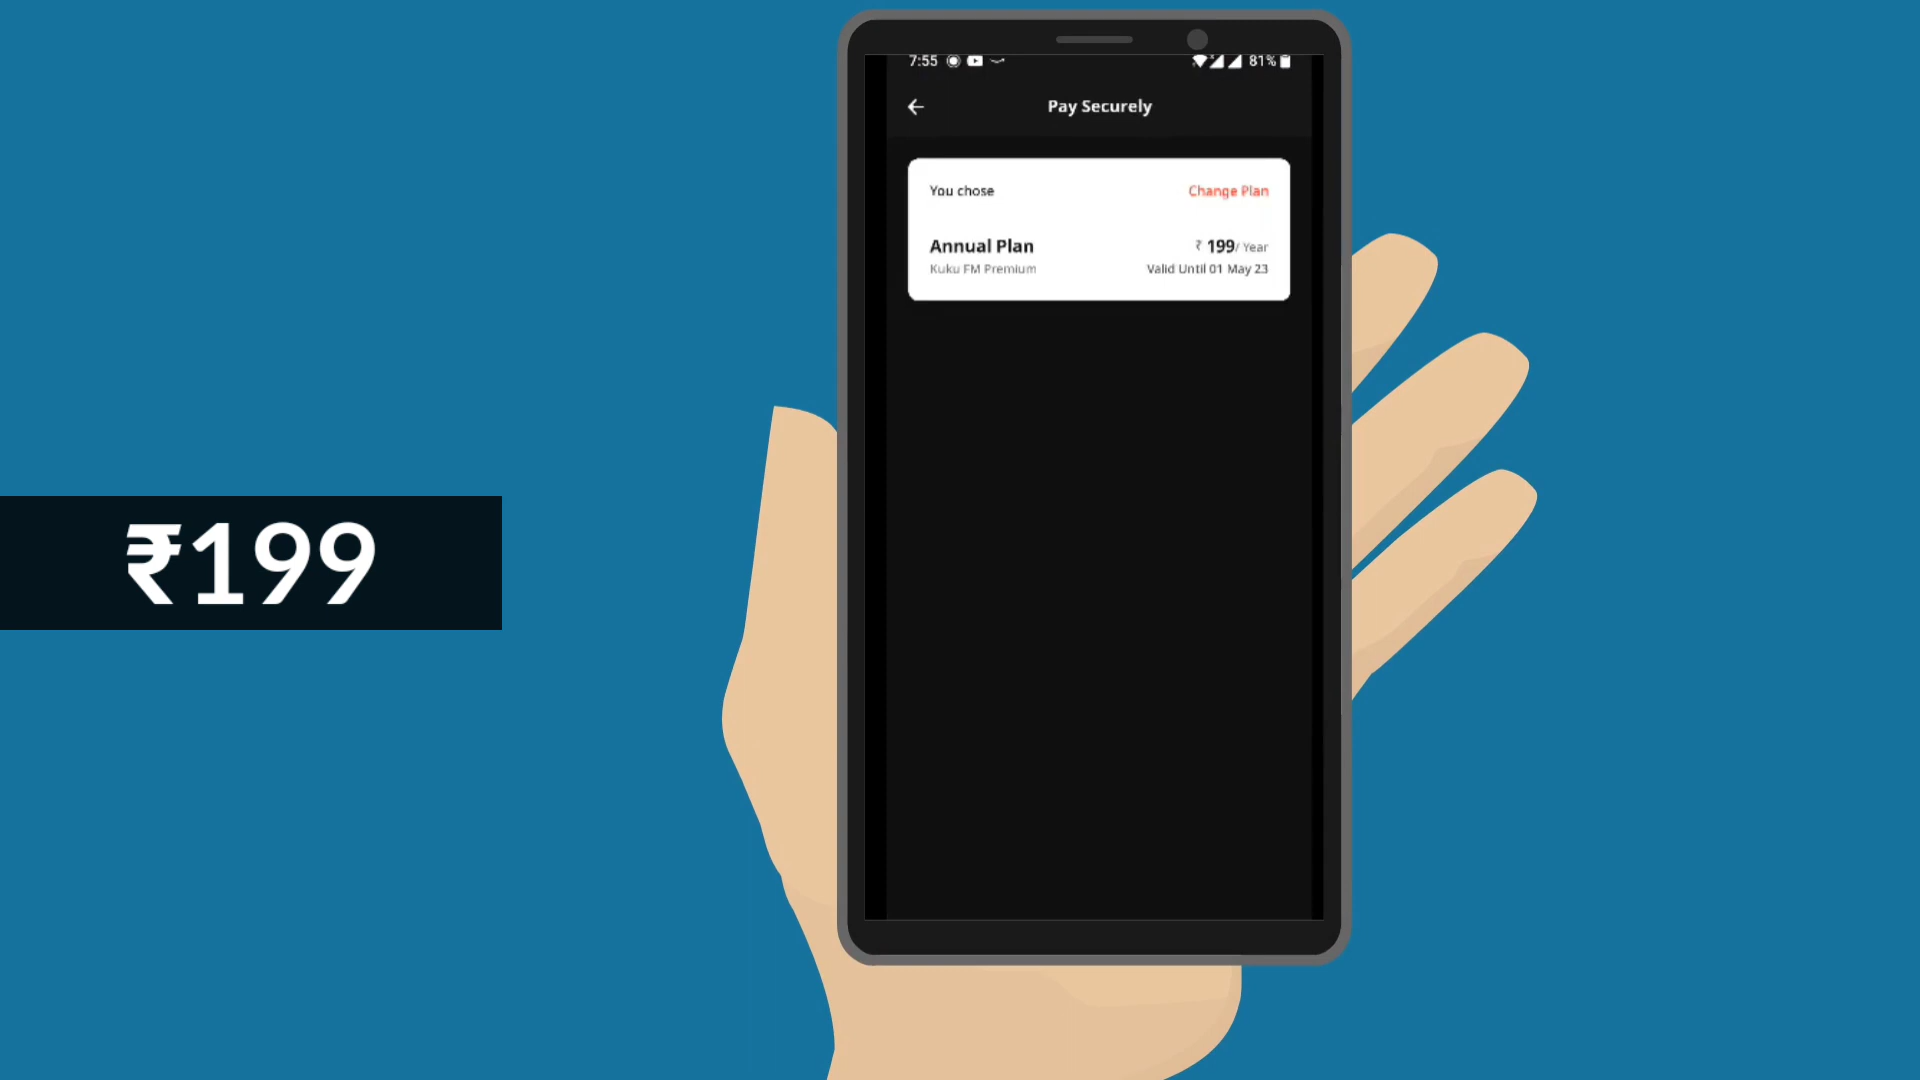 7:55 81%
Pay Securely
You chose Change Plan
Annual Plan ₹ 199/ Year
Kuku FM Premium Valid Until 01 May 23
₹199